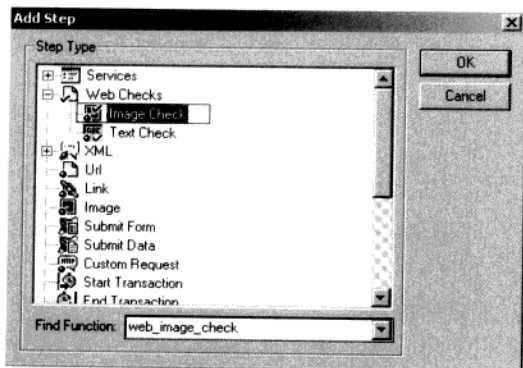 Add Step
Step Type
Services
Web Checks
Image Check
Text Check
XML
Url
Link
Image
Submit Form
Submit Data
Custom Request
Start Transaction
End Transaction
Find Function: web_image_check
OK
Cancel